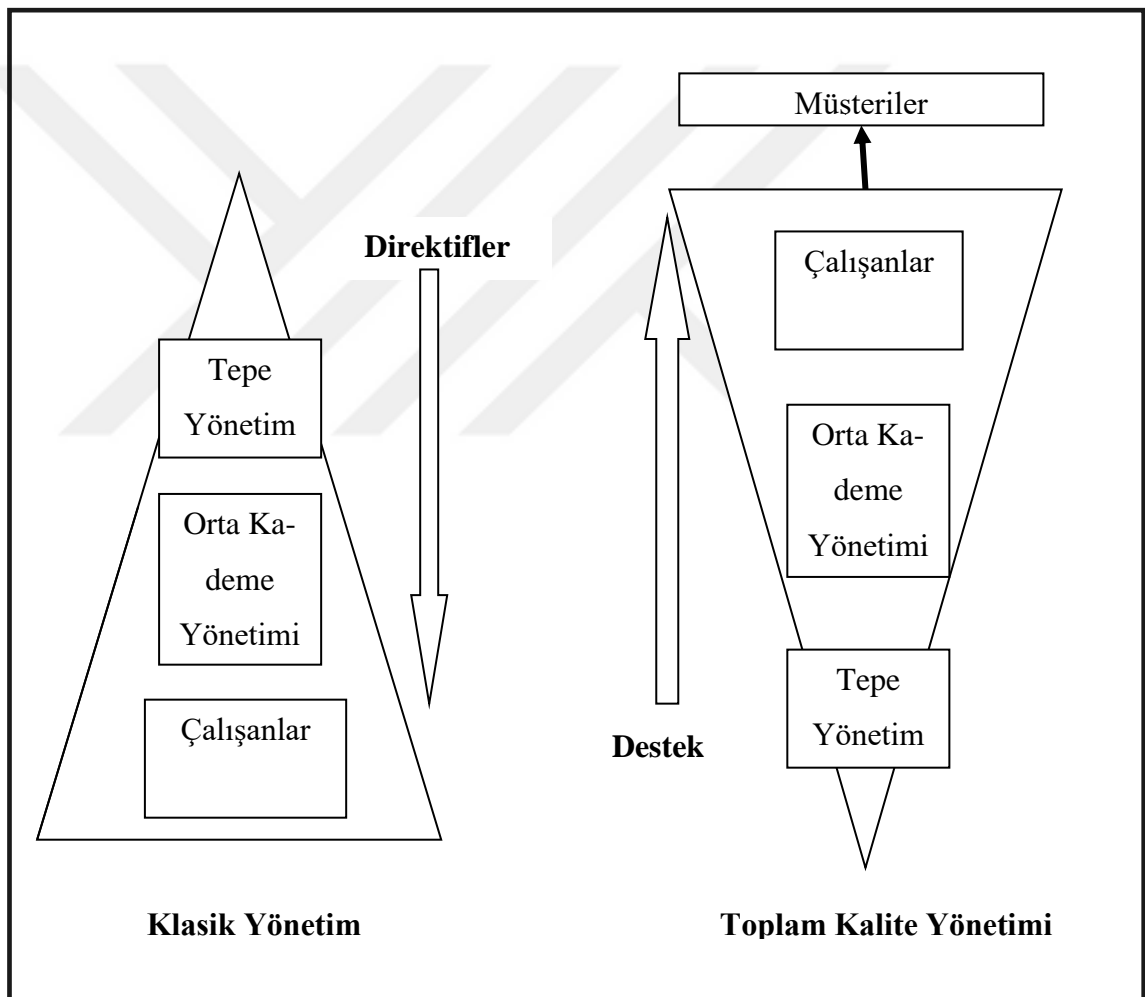 Müsteriler
Direktifler
Çalışanlar
Tepe
Yönetim
Orta Ka-
deme
Yönetimi
Orta Ka-
deme
Yönetimi
Çalışanlar
Tepe
Yönetim
Destek
Klasik Yönetim
Toplam Kalite Yönetimi